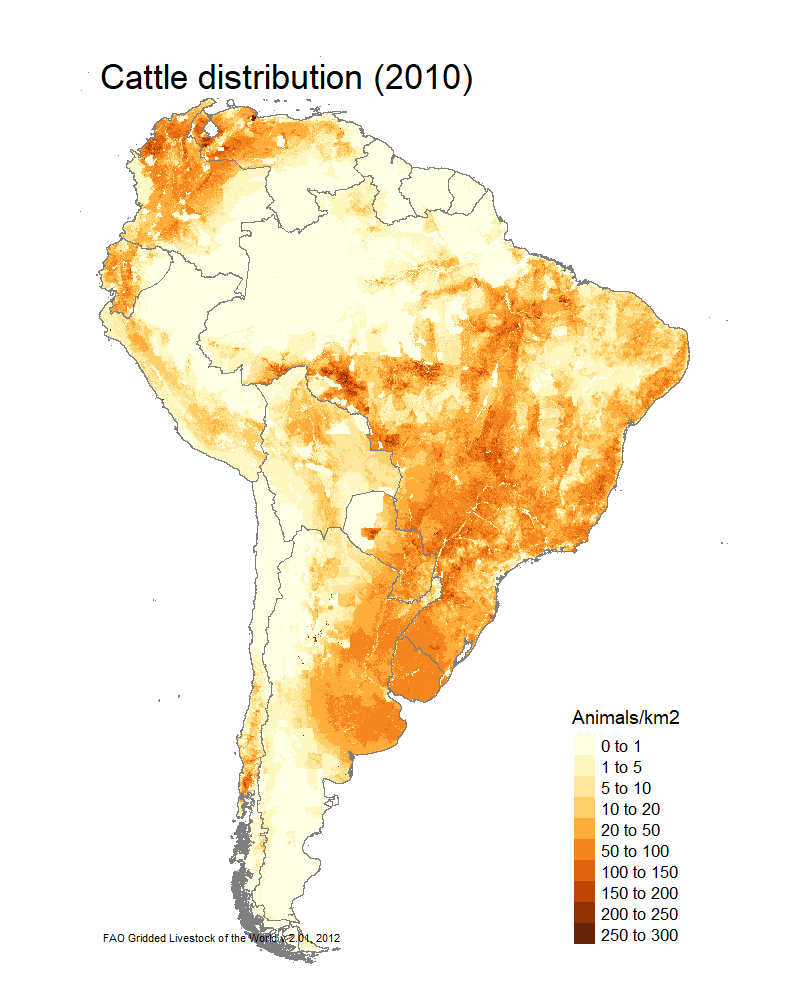 Cattle distribution (2010)
Animals/km2
0 to 1
1 to 5
5 to 10
10 to 20
20 to 50
50 to 100
100 to 150
150 to 200
200 to 250
250 to 300
FAO Gridded Livestock of the World v 2.01, 2012